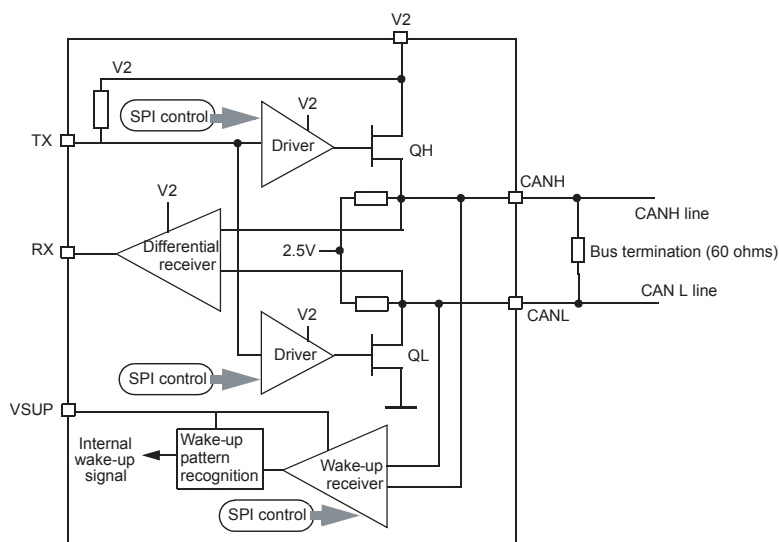 V2
V2
SPI control
V2
TX
Driver
QH
CANH
V2
CANH line
RX
Differential
receiver
2.5V
Bus termination (60 ohms)
CAN L line
V2
CANL
Driver
QL
SPI control
VSUP
Internal
wake-up
signal
Wake-up
pattern
recognition
Wake-up
receiver
SPI control